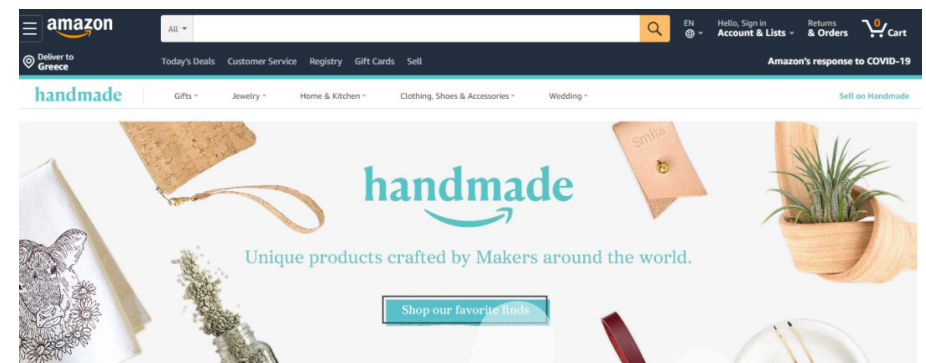 amazon
All
EN
Hello, Sign in
Account & Lists
Returns
& Orders
0
Cart
Deliver to
Greece
Today's Deals Customer Service Registry Gift Cards Sell
Amazon's response to COVID-19
handmade Gifts Jewelry Home & Kitchen Clothing, Shoes & Accessories Wedding Sell on Handmade
Smita
handmade
Unique products crafted by Makers around the world.
Shop our favorite finds